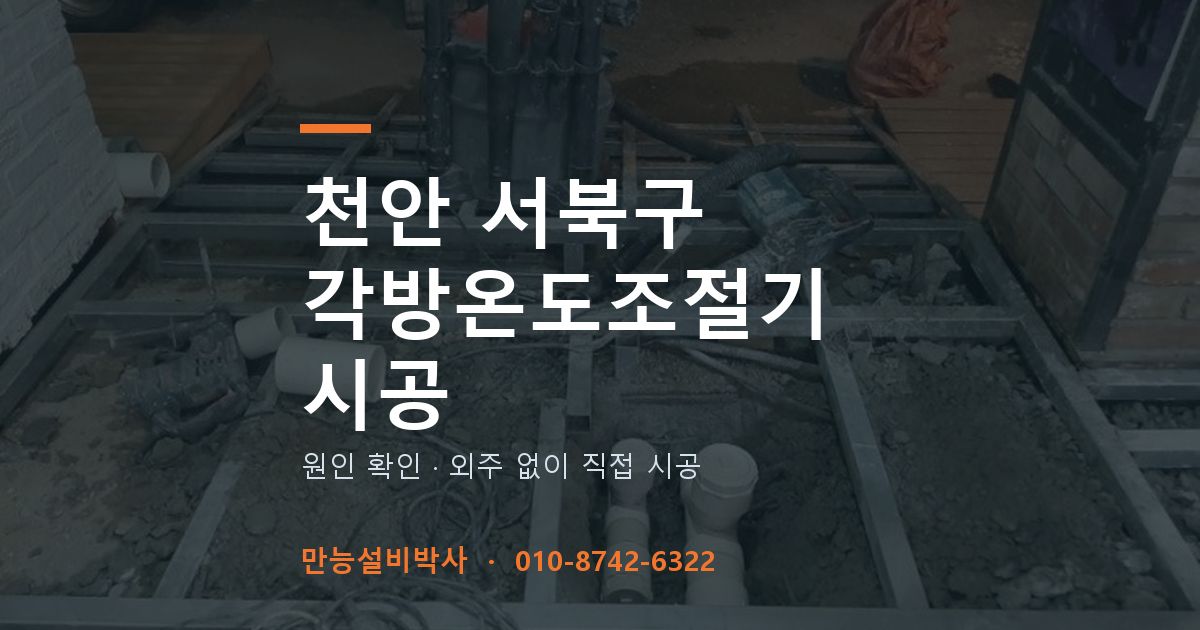 천안 서북구
각방온도조절기
시공
원인 확인 · 외주 없이 직접 시공
만능설비박사 · 010-8742-6322